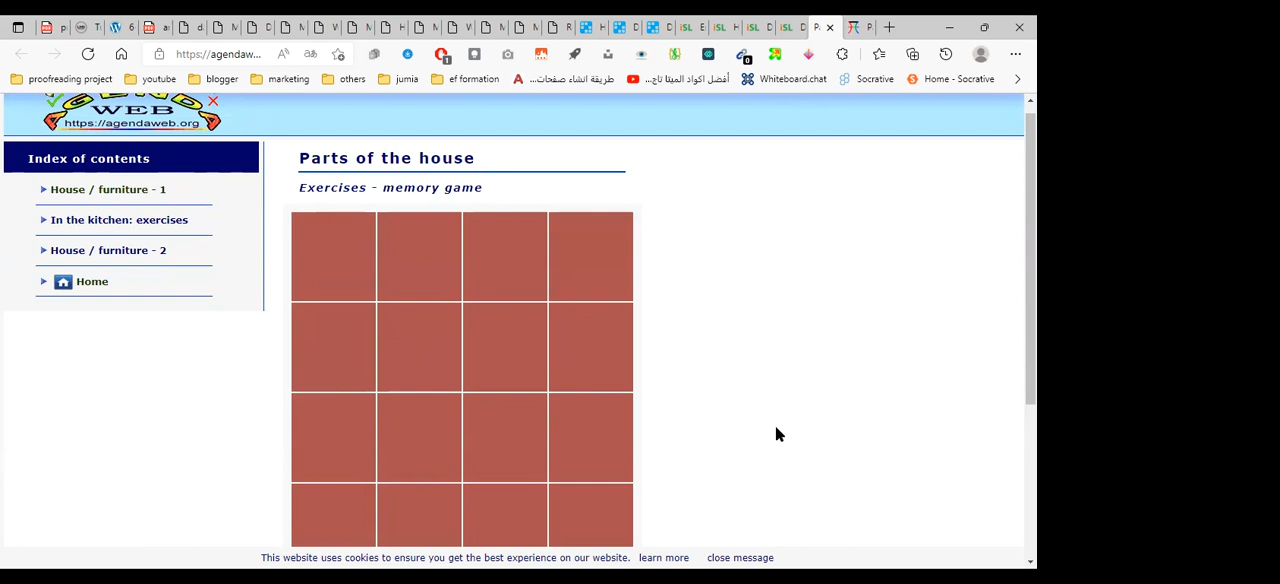 https://agendaw...
proofreading project
youtube
blogger
marketing
others
jumia
ef formation
طريقة انشاء صفحات...
أفضل اكواد الميتا تاج...
Whiteboard.chat
Socrative
Home - Socrative
WEB
https://agendaweb.org
Index of contents
House / furniture - 1
In the kitchen: exercises
House / furniture - 2
Home
Parts of the house
Exercises - memory game
This website uses cookies to ensure you get the best experience on our website. learn more close message